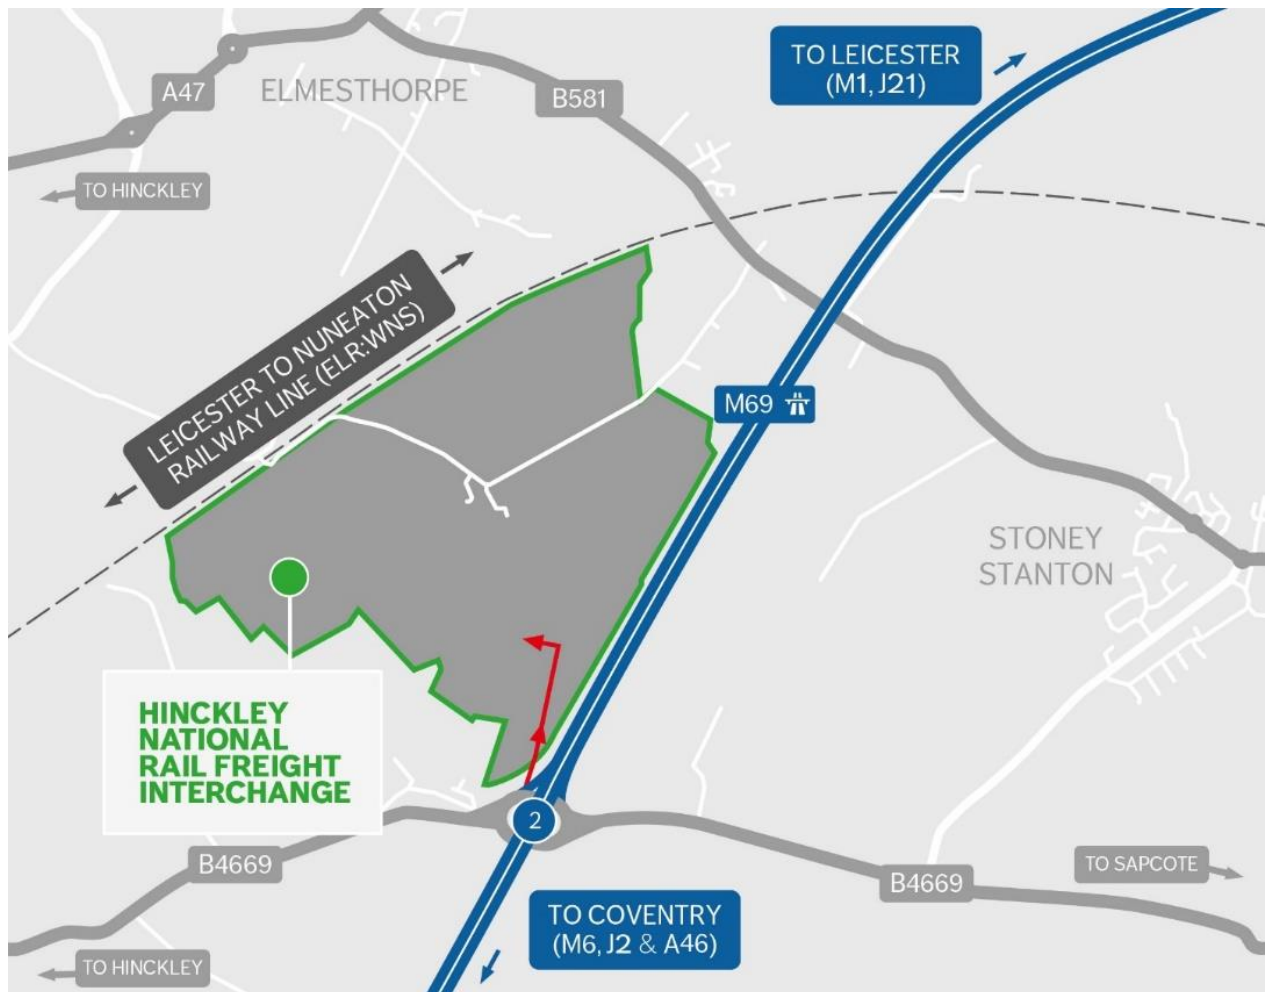 TO LEICESTER
(M1, J21)
A47
ELMESTHORPE
B581
TO HINCKLEY
LEICESTER TO NUNEATON
RAILWAY LINE (ELR:WNS)
M69
STONEY
STANTON
HINCKLEY
NATIONAL
RAIL FREIGHT
INTERCHANGE
2
B4669
TO SAPCOTE
B4669
TO COVENTRY
(M6, J2 & A46)
TO HINCKLEY